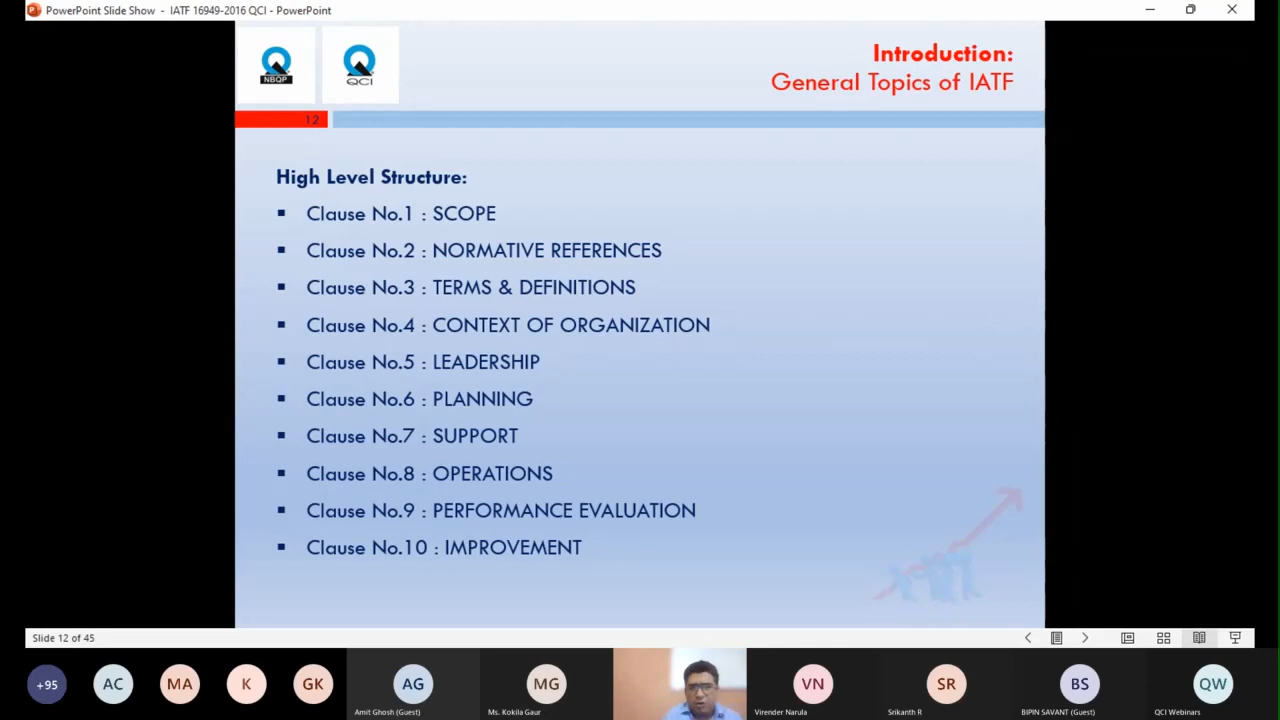 PowerPoint Slide Show - IATF 16949-2016 QCI - PowerPoint
NBQP
QCI
Introduction:
General Topics of IATF
12
High Level Structure:
▪ Clause No.1 : SCOPE
▪ Clause No.2 : NORMATIVE REFERENCES
▪ Clause No.3 : TERMS & DEFINITIONS
▪ Clause No.4 : CONTEXT OF ORGANIZATION
▪ Clause No.5 : LEADERSHIP
▪ Clause No.6 : PLANNING
▪ Clause No.7 : SUPPORT
▪ Clause No.8 : OPERATIONS
▪ Clause No.9 : PERFORMANCE EVALUATION
▪ Clause No.10 : IMPROVEMENT
Slide 12 of 45
+95 AC MA K GK AG MG VN SR BS QW
Amit Ghosh (Guest) Ms. Kokila Gaur Virender Narula Srikanth R BIPIN SAVANT (Guest) QCI Webinars